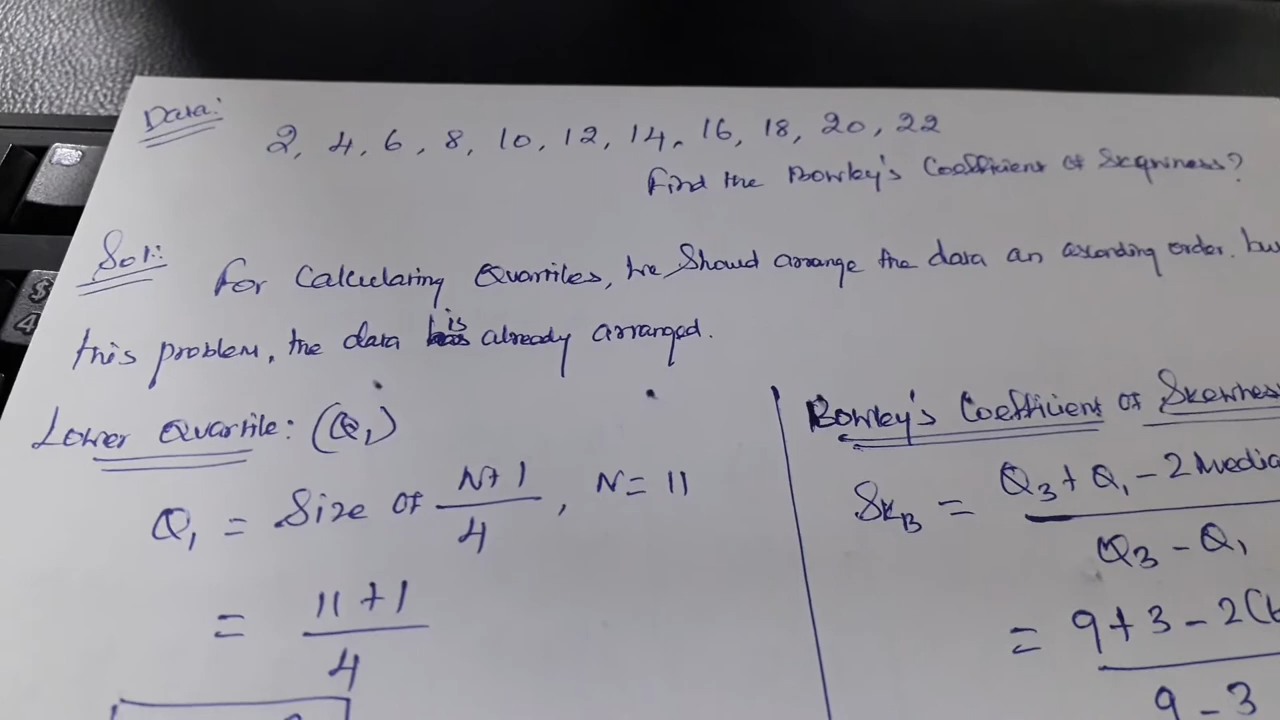 Data:
2, 4, 6, 8, 10, 12, 14, 16, 18, 20, 22
Find the Bowley's Coefficient of Skewness?
Sol:
For Calculating Quartiles, we Should arrange the data an ascending order. bu
this problem, the data is already arranged.
Lower Quartile: (Q₁)
Q₁ = Size of N+1/4, N = 11
= 11+1/4
Bowley's Coefficient of Skewness
SkB = Q₃ + Q₁ - 2 Media
Q₃ - Q₁
= 9 + 3 - 2(
9 - 3